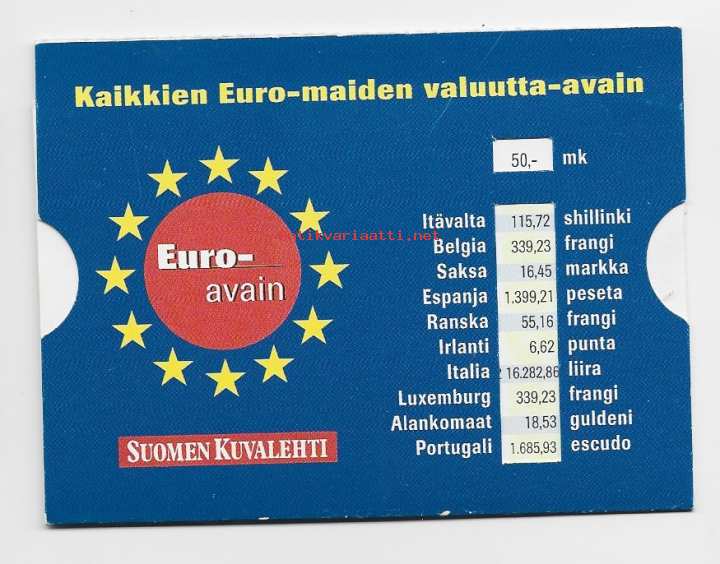 Kaikkien Euro-maiden valuutta-avain
50,- mk
Itävalta 115,72 shillinki
Belgia 339,23 frangi
Saksa 16,45 markka
Espanja 1.399,21 peseta
Ranska 55,16 frangi
Irlanti 6,62 punta
Italia 16.282,86 liira
Luxemburg 339,23 frangi
Alankomaat 18,53 guldeni
Portugali 1.685,93 escudo
Euro-
avain
SUOMEN KUVALEHTI